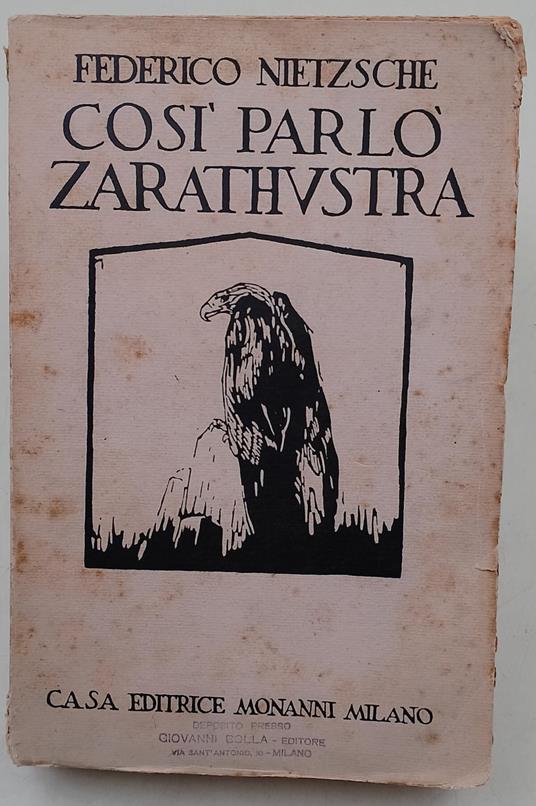 FEDERICO NIETZSCHE
COSI' PARLO'
ZARATHVSTRA
CASA EDITRICE MONANNI MILANO
DEPOSITO PRESSO
GIOVANNI BOLLA - EDITORE
VIA SANT'ANTONIO, 10 - MILANO